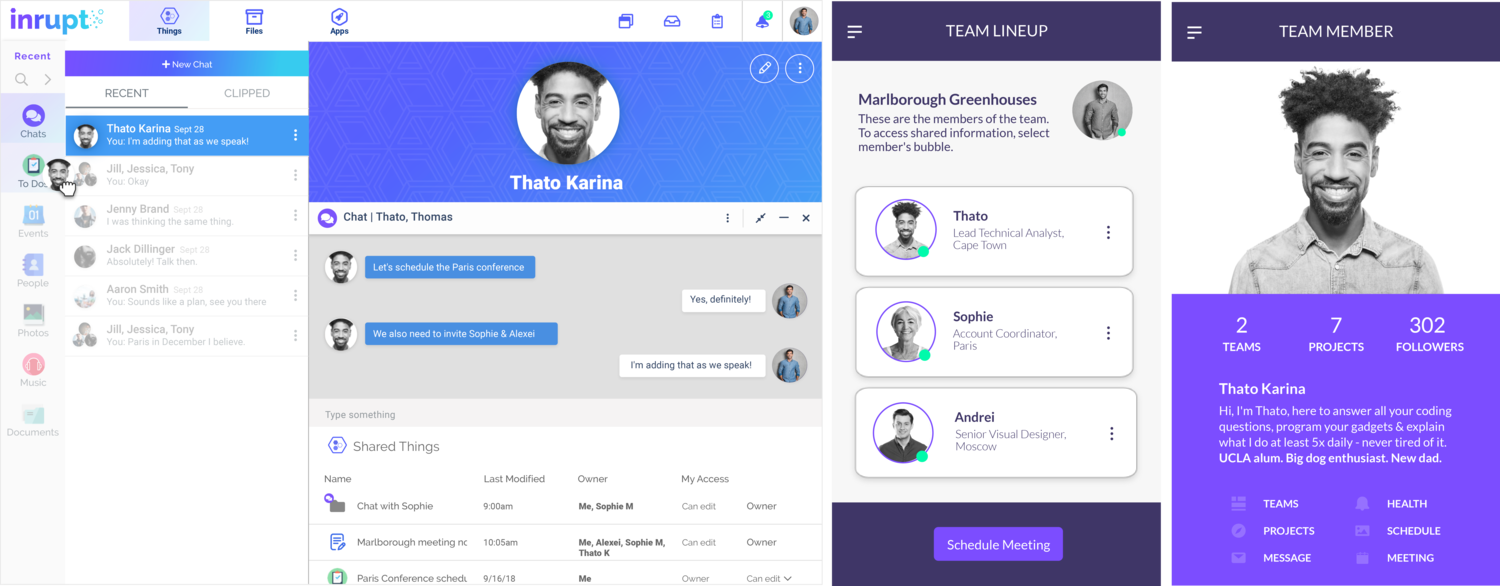 inrupt
Things
Files
Apps
2
Recent
+ New Chat
RECENT
CLIPPED
Chats
To Dos
01
Events
People
Photos
Music
Documents
Thato Karina Sept 28
You: I'm adding that as we speak!
Jill, Jessica, Tony
You: Okay
Jenny Brand Sept 28
I was thinking the same thing.
Jack Dillinger Sept 28
Absolutely! Talk then.
Aaron Smith Sept 28
You: Sounds like a plan, see you there
Jill, Jessica, Tony
You: Paris in December I believe.
Thato Karina
Chat | Thato, Thomas
Let's schedule the Paris conference
Yes, definitely!
We also need to invite Sophie & Alexei
I'm adding that as we speak!
Type something
Shared Things
Name Last Modified Owner My Access
Chat with Sophie 9:00am Me, Sophie M Can edit Owner
Marlborough meeting no 10:05am Me, Alexei, Sophie M, Can edit Owner
Thato K
Paris Conference schedu 9/16/18 Me Owner Can edit
TEAM LINEUP
Marlborough Greenhouses
These are the members of the team.
To access shared information, select
member's bubble.
Thato
Lead Technical Analyst,
Cape Town
Sophie
Account Coordinator,
Paris
Andrei
Senior Visual Designer,
Moscow
Schedule Meeting
TEAM MEMBER
2 7 302
TEAMS PROJECTS FOLLOWERS
Thato Karina
Hi, I'm Thato, here to answer all your coding
questions, program your gadgets & explain
what I do at least 5x daily - never tired of it.
UCLA alum. Big dog enthusiast. New dad.
TEAMS HEALTH
PROJECTS SCHEDULE
MESSAGE MEETING